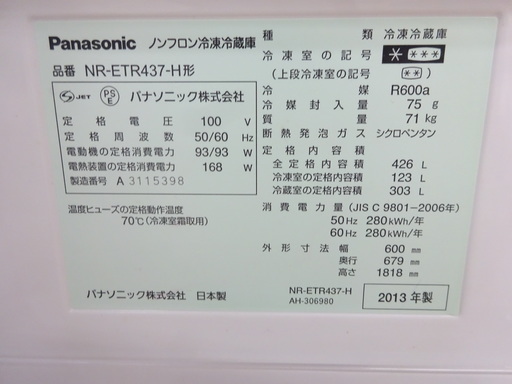 Panasonic ノンフロン冷凍冷蔵庫
品番 NR-ETR437-H形
S JET PS E パナソニック株式会社
定格電圧 100 V
定格周波数 50/60 Hz
電動機の定格消費電力 93/93 W
電熱装置の定格消費電力 168 W
製造番号 A 3115398
温度ヒューズの定格動作温度
70℃(冷凍室霜取用)
パナソニック株式会社 日本製
種類 冷凍冷蔵庫
冷凍室の記号 * ***
(上段冷凍室の記号 ** )
冷媒 R600a
冷媒封入量 75 g
質量 71 kg
断熱発泡ガス シクロペンタン
定格内容積
全定格内容積 426 L
冷凍室の定格内容積 123 L
冷蔵室の定格内容積 303 L
消費電力量(JIS C 9801-2006年)
50Hz 280kWh/年
60Hz 280kWh/年
外形寸法 幅 600 mm
奥行 679 mm
高さ 1818 mm
NR-ETR437-H
AH-306980
2013年製